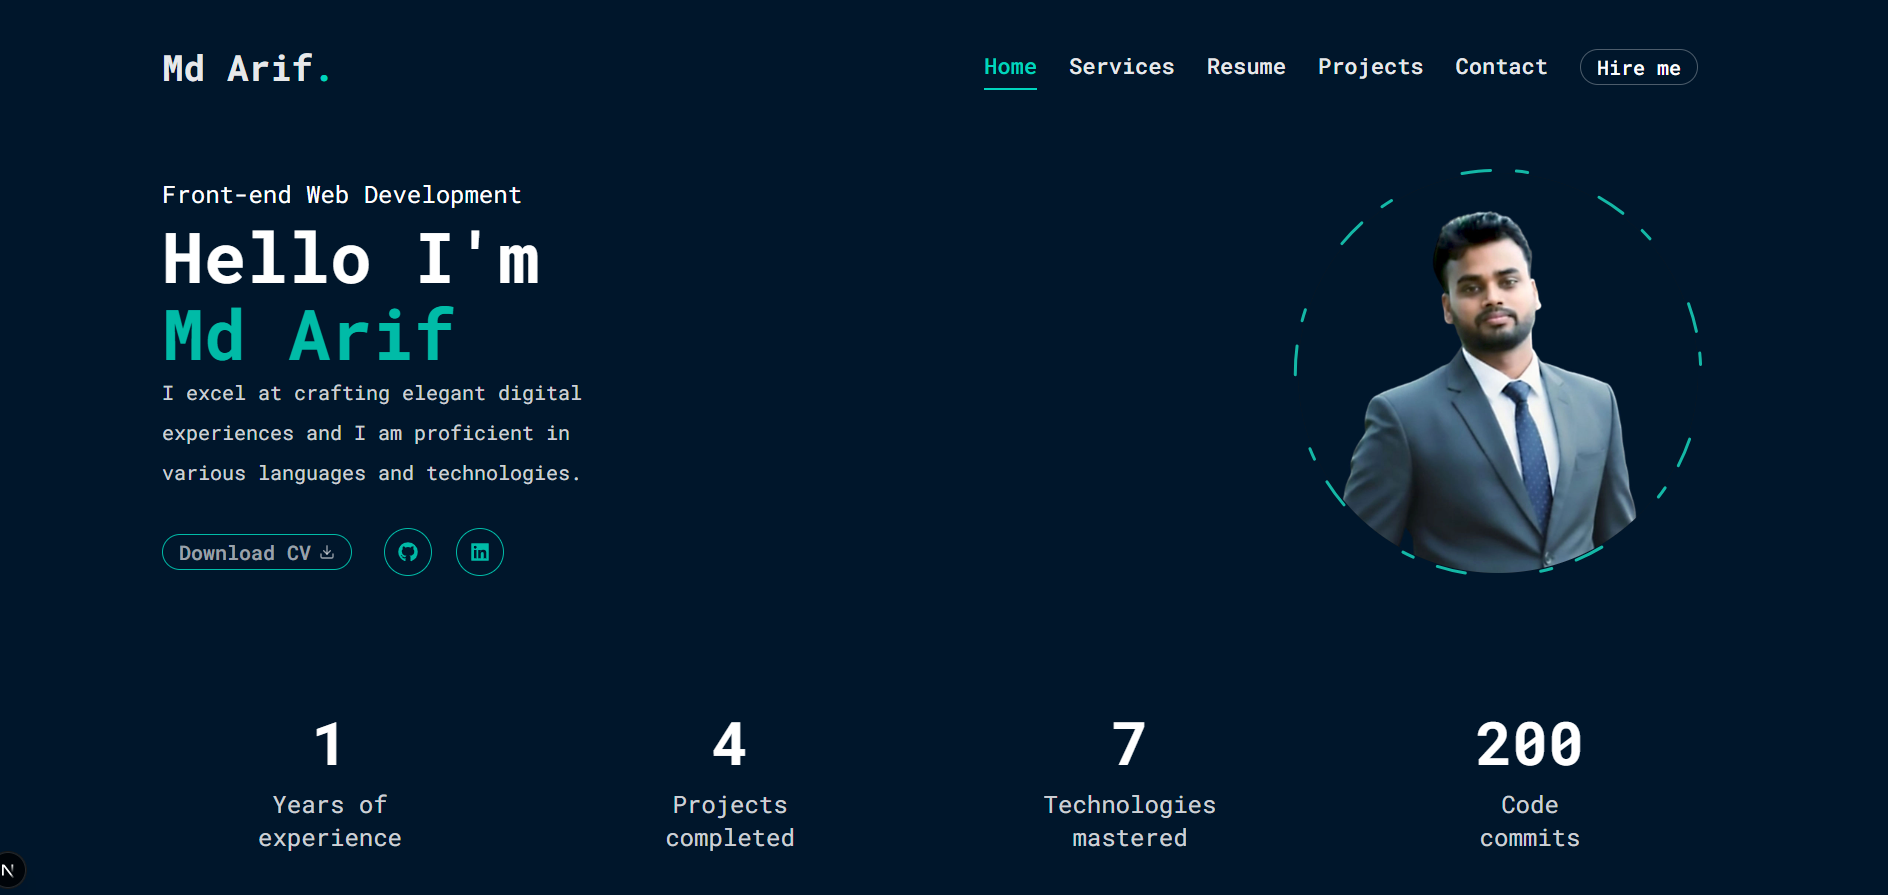 Md Arif.
Home Services Resume Projects Contact Hire me
Front-end Web Development
Hello I'm
Md Arif
I excel at crafting elegant digital
experiences and I am proficient in
various languages and technologies.
Download CV
in
1
Years of
experience
4
Projects
completed
7
Technologies
mastered
200
Code
commits
N